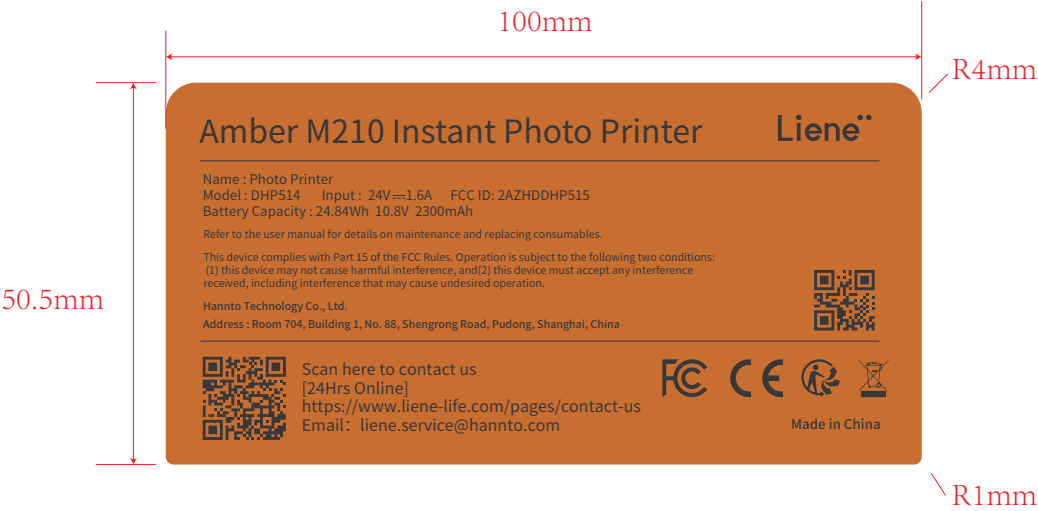 100mm
R4mm
Amber M210 Instant Photo Printer
Liene
Name : Photo Printer
Model : DHP514 Input : 24V⎓1.6A FCC ID: 2AZHDDHP515
Battery Capacity : 24.84Wh 10.8V 2300mAh
Refer to the user manual for details on maintenance and replacing consumables.
This device complies with Part 15 of the FCC Rules. Operation is subject to the following two conditions:
(1) this device may not cause harmful interference, and(2) this device must accept any interference
received, including interference that may cause undesired operation.
50.5mm
Hannto Technology Co., Ltd.
Address : Room 704, Building 1, No. 88, Shengrong Road, Pudong, Shanghai, China
Scan here to contact us
[24Hrs Online]
https://www.liene-life.com/pages/contact-us
Email：liene.service@hannto.com
FC CE
Made in China
R1mm